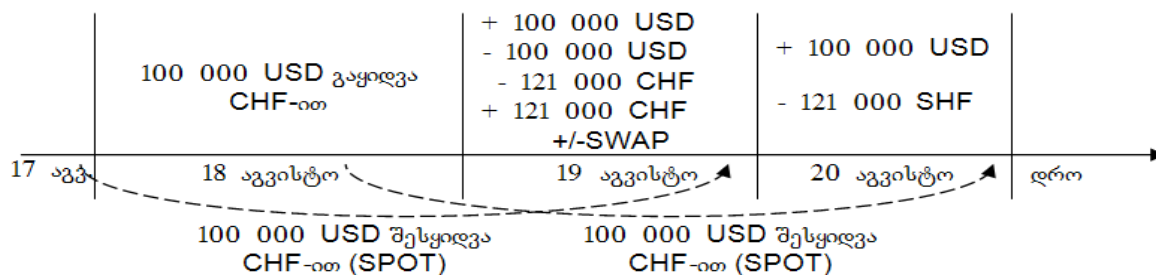 100 000 USD გაყიდვა
CHF-ით
+ 100 000 USD
- 100 000 USD
- 121 000 CHF
+ 121 000 CHF
+/-SWAP
+ 100 000 USD
- 121 000 SHF
17 აგვ.
18 აგვისტო
19 აგვისტო
20 აგვისტო
დრო
100 000 USD შესყიდვა
CHF-ით (SPOT)
100 000 USD შესყიდვა
CHF-ით (SPOT)